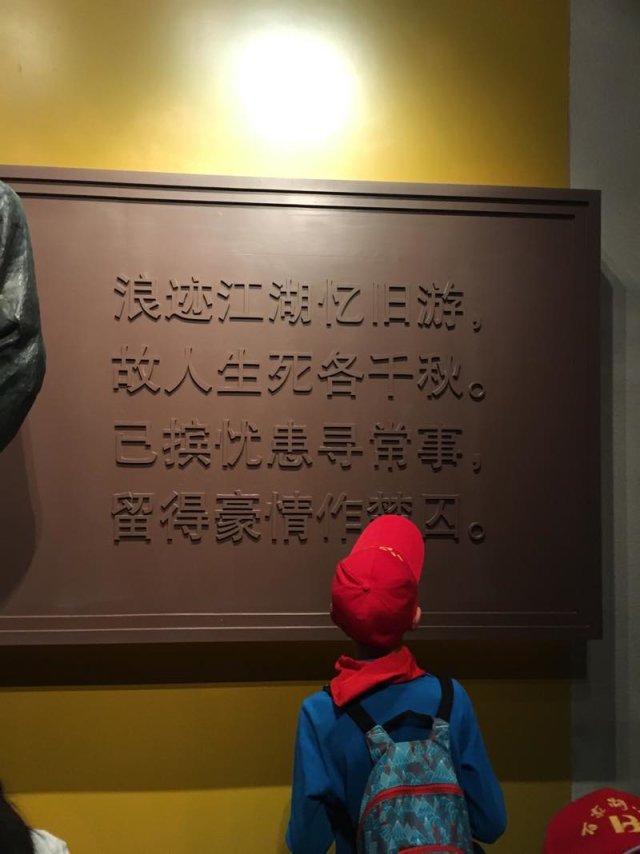 浪迹江湖忆旧游，
故人生死各千秋。
已摈忧患寻常事，
留得豪情作楚囚。